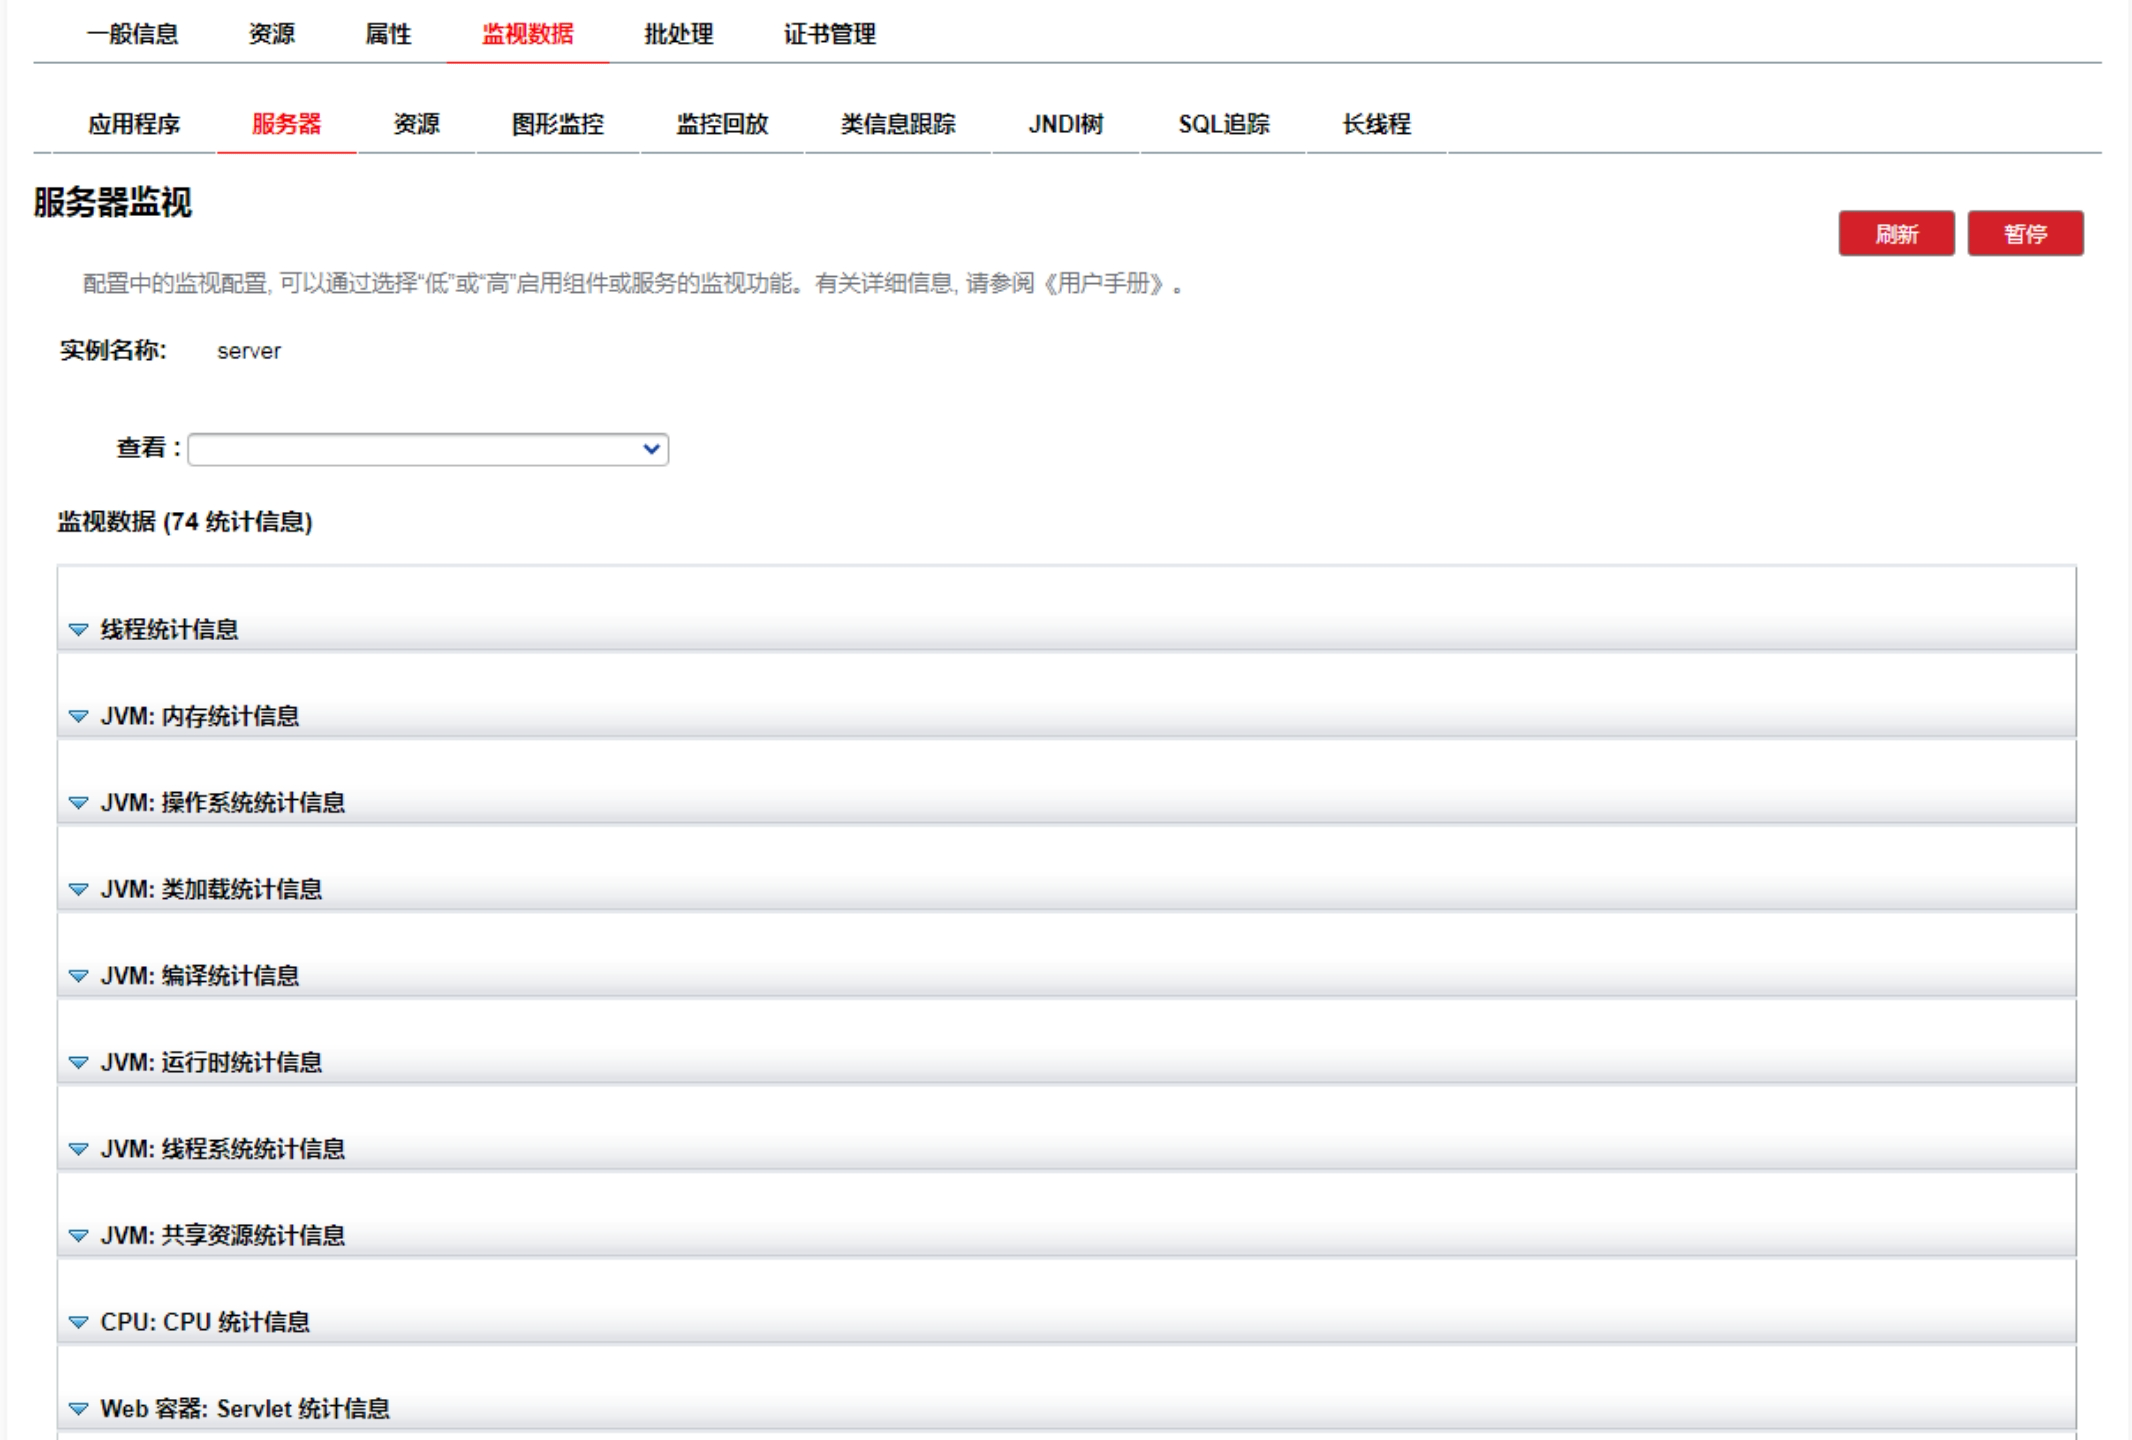 一般信息 资源 属性 监视数据 批处理 证书管理
应用程序 服务器 资源 图形监控 监控回放 类信息跟踪 JNDI树 SQL追踪 长线程
服务器监视
刷新 暂停
配置中的监视配置, 可以通过选择“低”或“高”启用组件或服务的监视功能。有关详细信息, 请参阅《用户手册》。
实例名称: server
查看 :
监视数据 (74 统计信息)
线程统计信息
JVM: 内存统计信息
JVM: 操作系统统计信息
JVM: 类加载统计信息
JVM: 编译统计信息
JVM: 运行时统计信息
JVM: 线程系统统计信息
JVM: 共享资源统计信息
CPU: CPU 统计信息
Web 容器: Servlet 统计信息